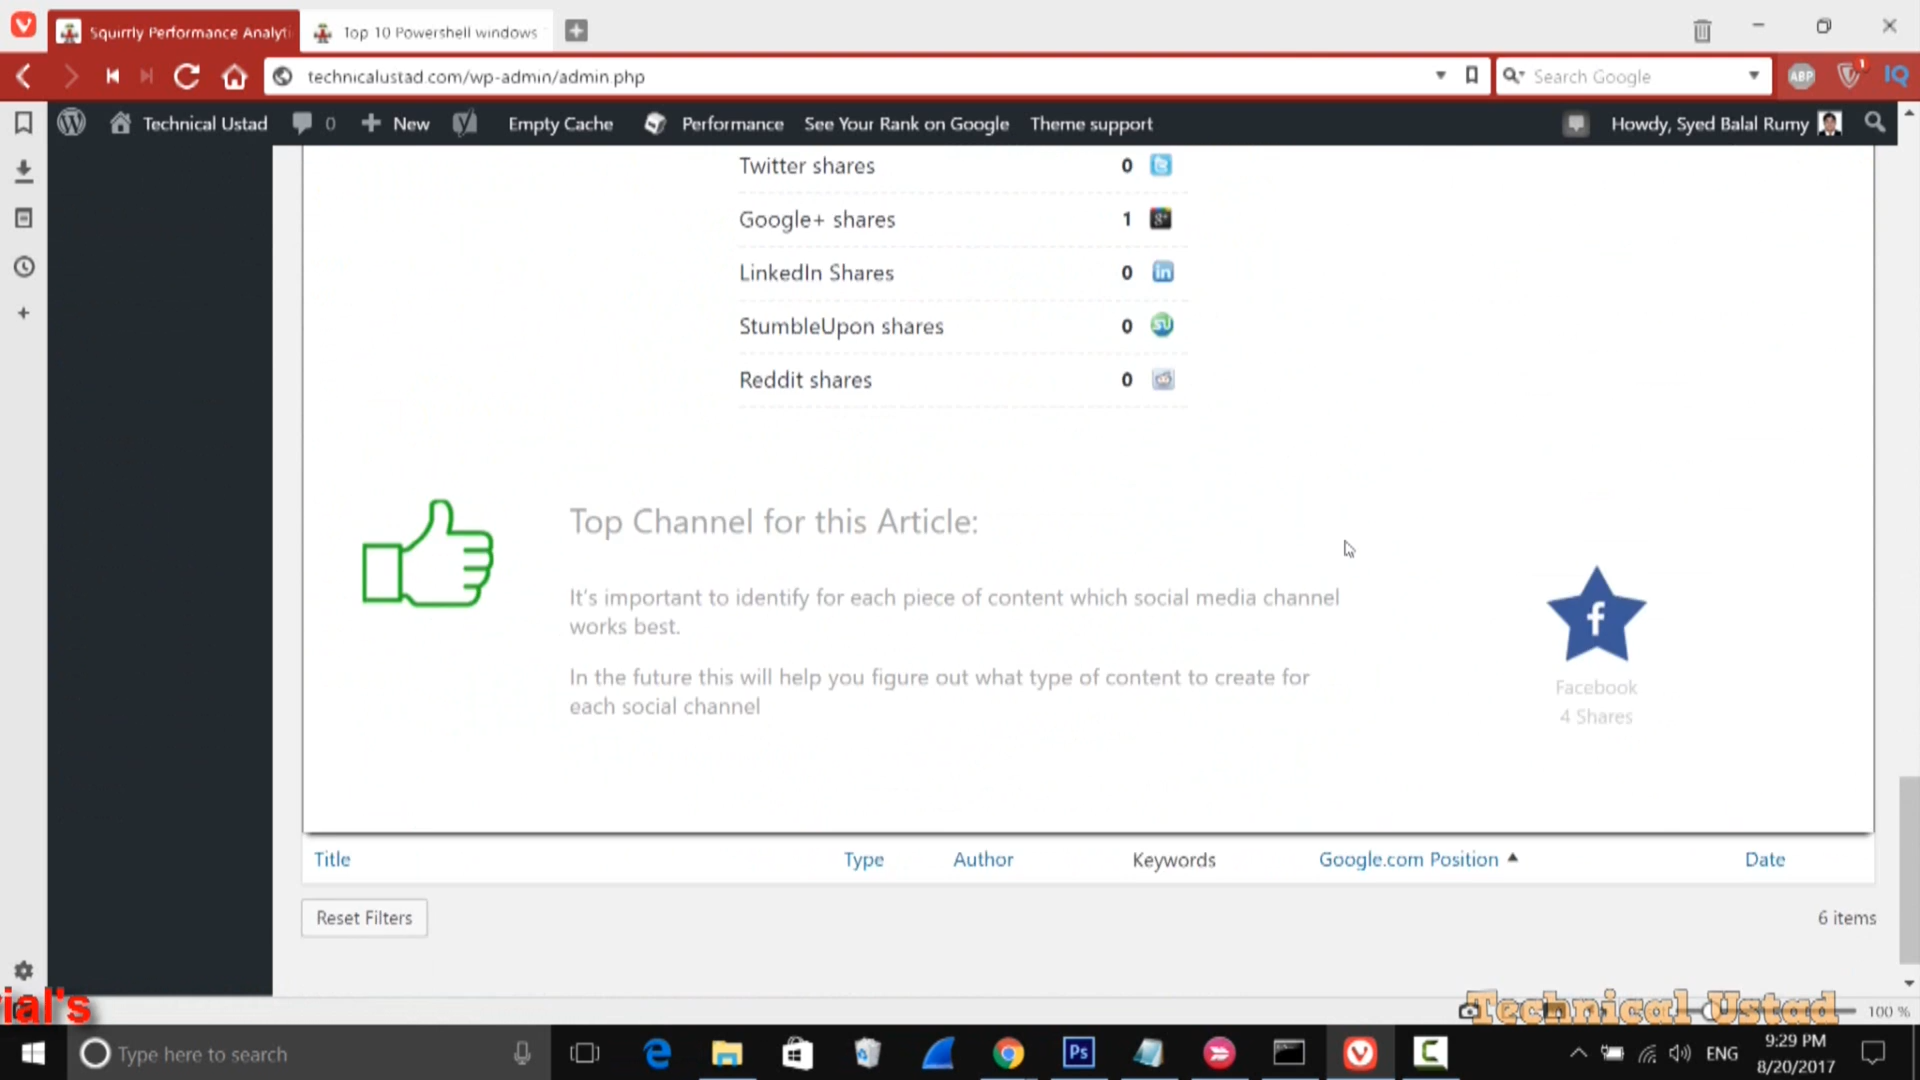 Squirrly Performance Analyti
Top 10 Powershell windows
technicalustad.com/wp-admin/admin.php
Search Google
ABP
1
IQ
Technical Ustad
0
New
Empty Cache
Performance
See Your Rank on Google
Theme support
Howdy, Syed Balal Rumy
Twitter shares 0
Google+ shares 1
LinkedIn Shares 0
StumbleUpon shares 0
Reddit shares 0
Top Channel for this Article:
It's important to identify for each piece of content which social media channel
works best.
In the future this will help you figure out what type of content to create for
each social channel
Facebook
4 Shares
Title Type Author Keywords Google.com Position Date
Reset Filters
6 items
ial's
Technical Ustad
100 %
Type here to search
Ps
ENG
9:29 PM
8/20/2017